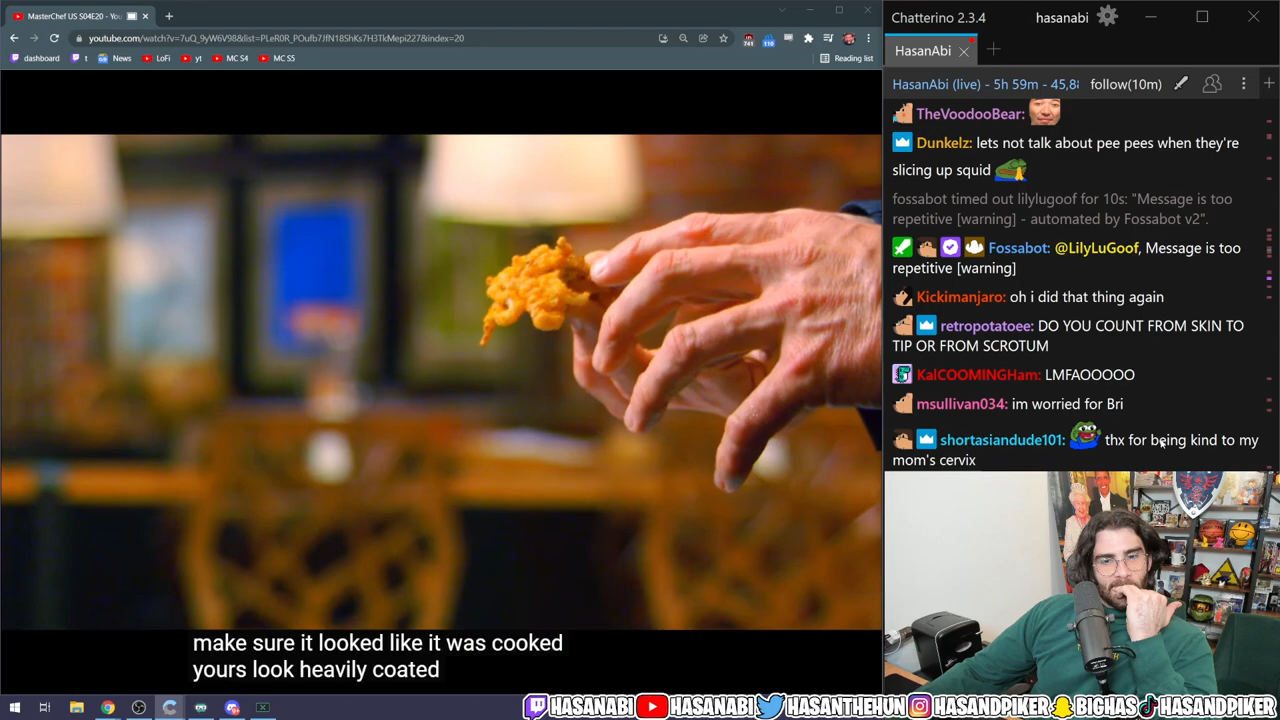 MasterChef US S04E20 - You
youtube.com/watch?v=7uQ_9yW6V98&list=PLeR0R_POufb7JfN18ShKs7H3TkMepi227&index=20
741
110
dashboard
t
News
LoFi
yt
MC S4
MC S5
Reading list
make sure it looked like it was cooked
yours look heavily coated
Chatterino 2.3.4
hasanabi
HasanAbi
HasanAbi (live) - 5h 59m - 45,8
follow(10m)
TheVoodooBear:
Dunkelz: lets not talk about pee pees when they're
slicing up squid
fossabot timed out lilylugoof for 10s: "Message is too
repetitive [warning] - automated by Fossabot v2".
Fossabot: @LilyLuGoof, Message is too
repetitive [warning]
Kickimanjaro: oh i did that thing again
retropotatoee: DO YOU COUNT FROM SKIN TO
TIP OR FROM SCROTUM
KalCOOMINGHam: LMFAOOOOO
msullivan034: im worried for Bri
shortasiandude101: thx for being kind to my
mom's cervix
HASANABI HASANABI HASANTHEHUN HASANDPIKER BIGHAS HASANDPIKER